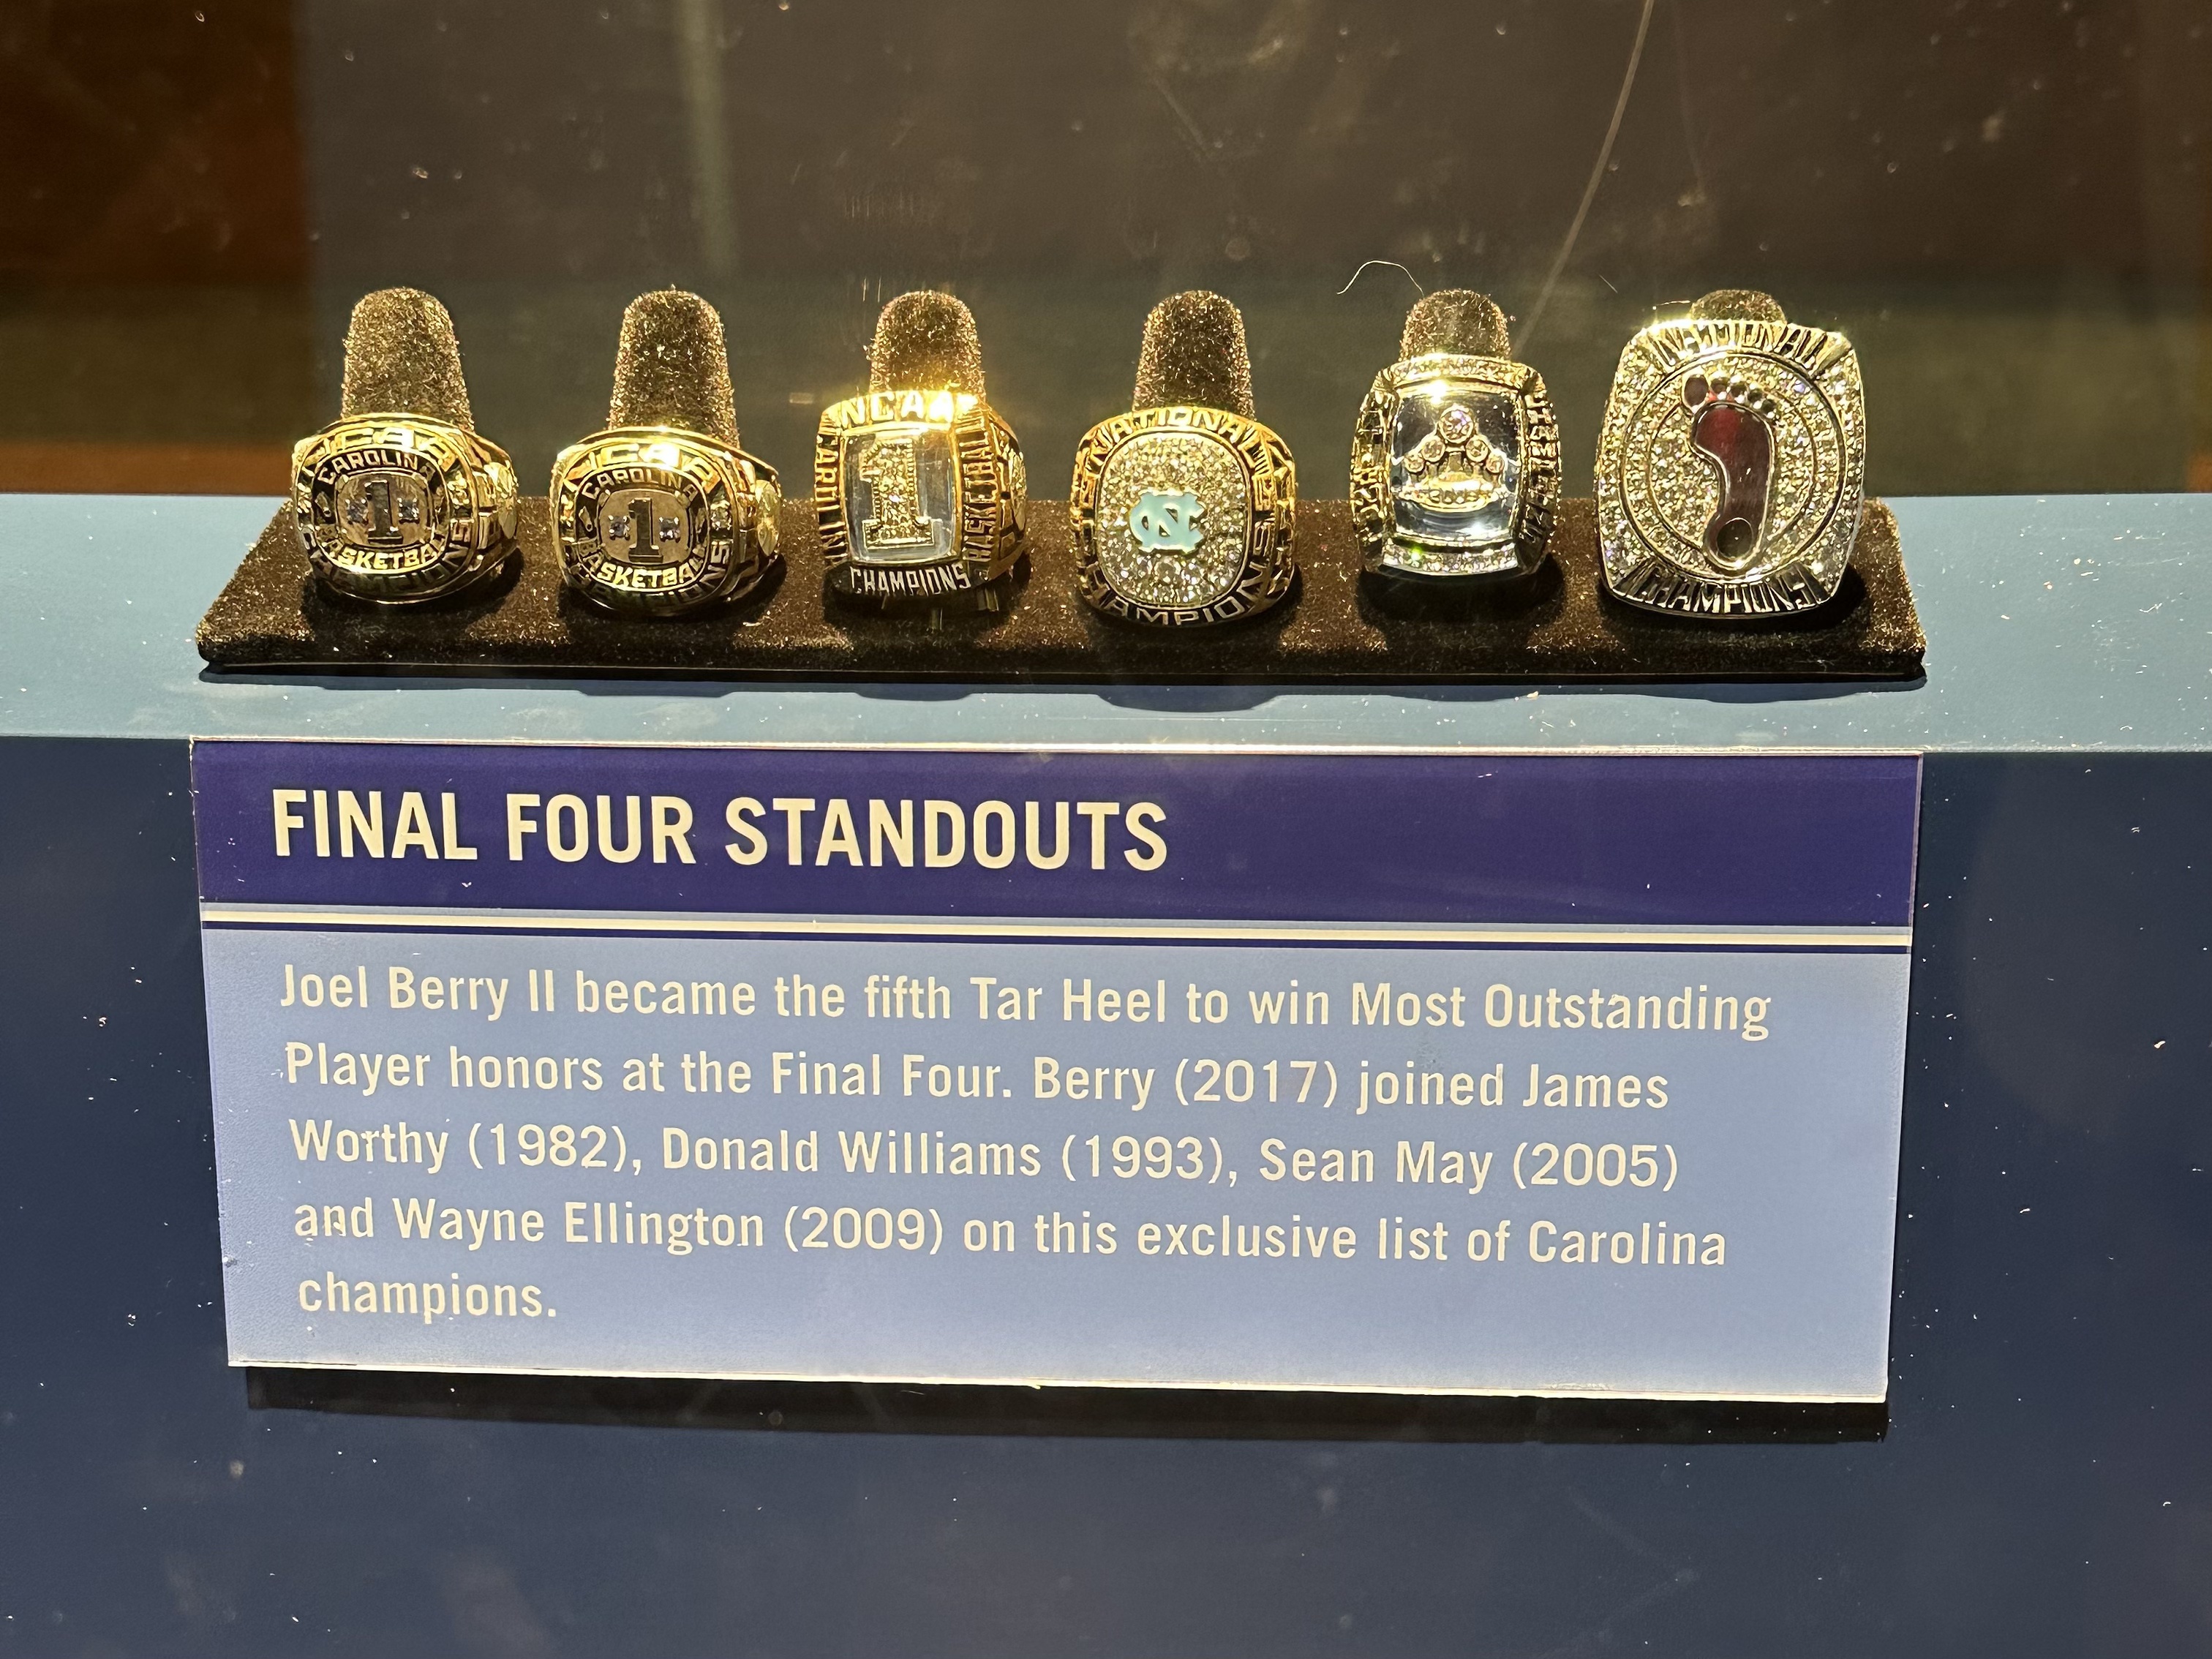 NCAA
CAROLINA
1
BASKETBALL
CHAMPIONS
NCAA
CAROLINA
1
BASKETBALL
CHAMPIONS
NCAA
CAROLINA
1
BASKETBALL
CHAMPIONS
NATIONAL
NC
CHAMPIONS
NATIONAL
CHAMPIONS
FINAL FOUR STANDOUTS
Joel Berry II became the fifth Tar Heel to win Most Outstanding
Player honors at the Final Four. Berry (2017) joined James
Worthy (1982), Donald Williams (1993), Sean May (2005)
and Wayne Ellington (2009) on this exclusive list of Carolina
champions.